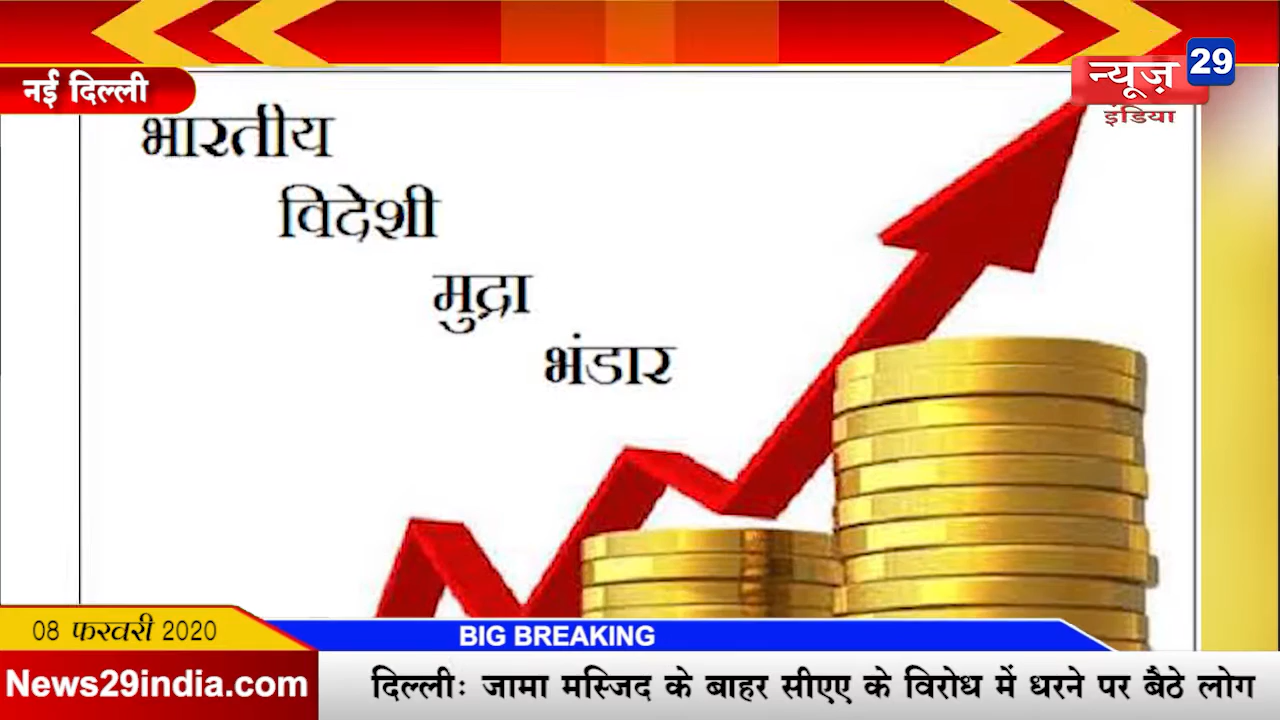 नई दिल्ली
न्यूज़ 29
इंडिया
भारतीय
विदेशी
मुद्रा
भंडार
08 फरवरी 2020
BIG BREAKING
News29india.com
दिल्लीः जामा मस्जिद के बाहर सीएए के विरोध में धरने पर बैठे लोग